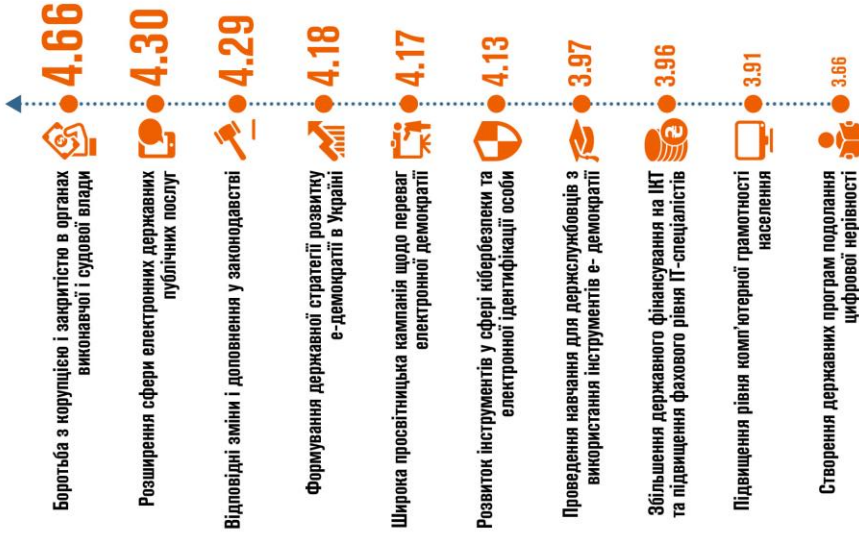 Боротьба з корупцією і закритістю в органах
виконавчої і судової влади
4.66
Розширення сфери електронних державних
публічних послуг
4.30
Відповідні зміни і доповнення у законодавстві
4.29
Формування державної стратегії розвитку
е-демократії в Україні
4.18
Широка просвітницька кампанія щодо переваг
електронної демократії
4.17
Розвиток інструментів у сфері кібербезпеки та
електронної ідентифікації особи
4.13
Проведення навчання для держслужбовців з
використання інструментів е- демократії
3.97
Збільшення державного фінансування на ІКТ
та підвищення фахового рівня ІТ-спеціалістів
3.96
Підвищення рівня комп’ютерної грамотності
населення
3.91
Створення державних програм подолання
цифрової нерівності
3.66